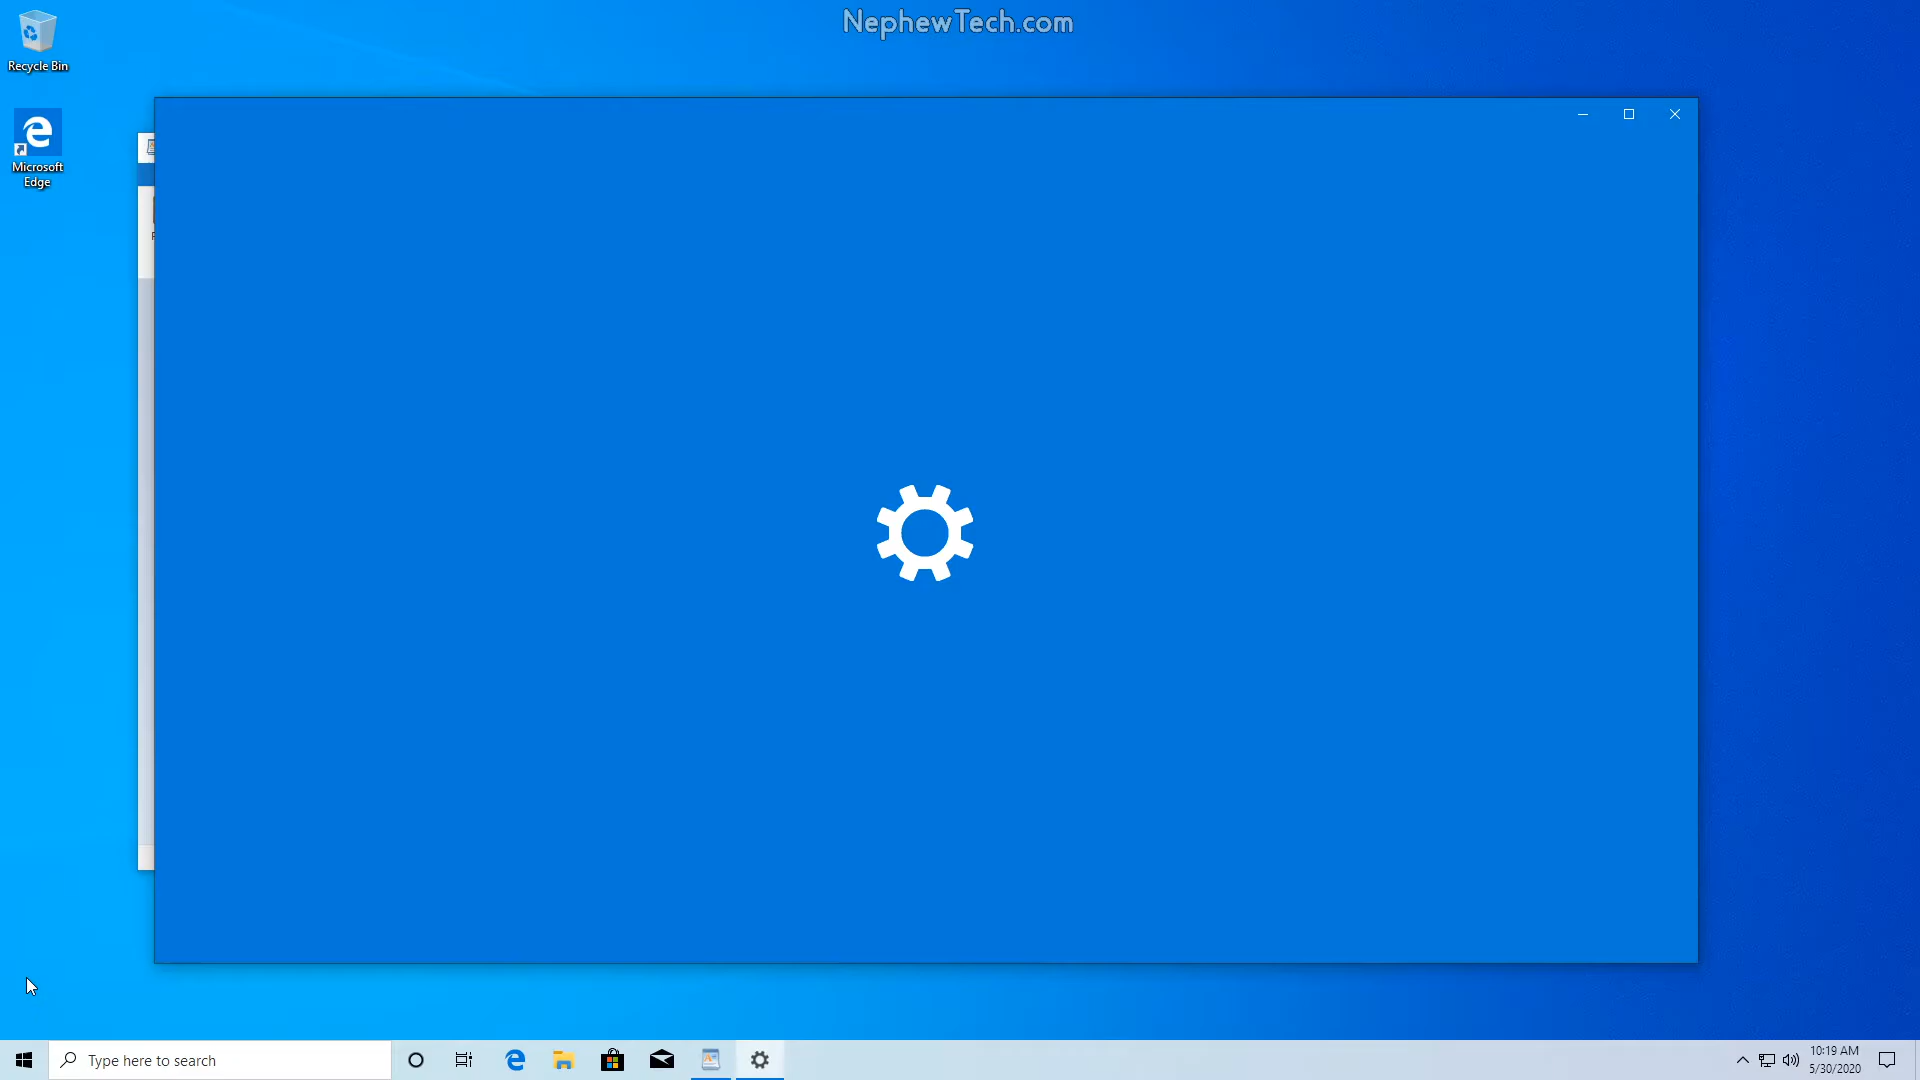 NephewTech.com
Recycle Bin
Microsoft
Edge
Type here to search
10:19 AM
5/30/2020